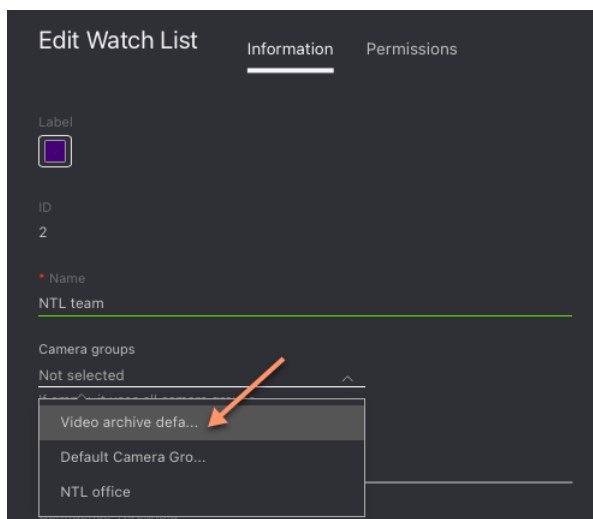 Edit Watch List
Information
Permissions
Label
ID
2
* Name
NTL team
Camera groups
Not selected
Video archive defa...
Default Camera Gro...
NTL office